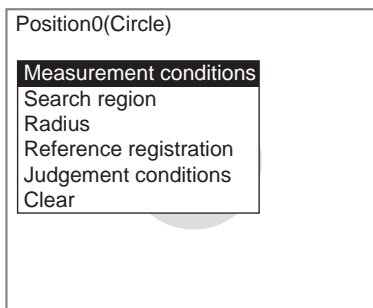 Position0(Circle)
Measurement conditions
Search region
Radius
Reference registration
Judgement conditions
Clear